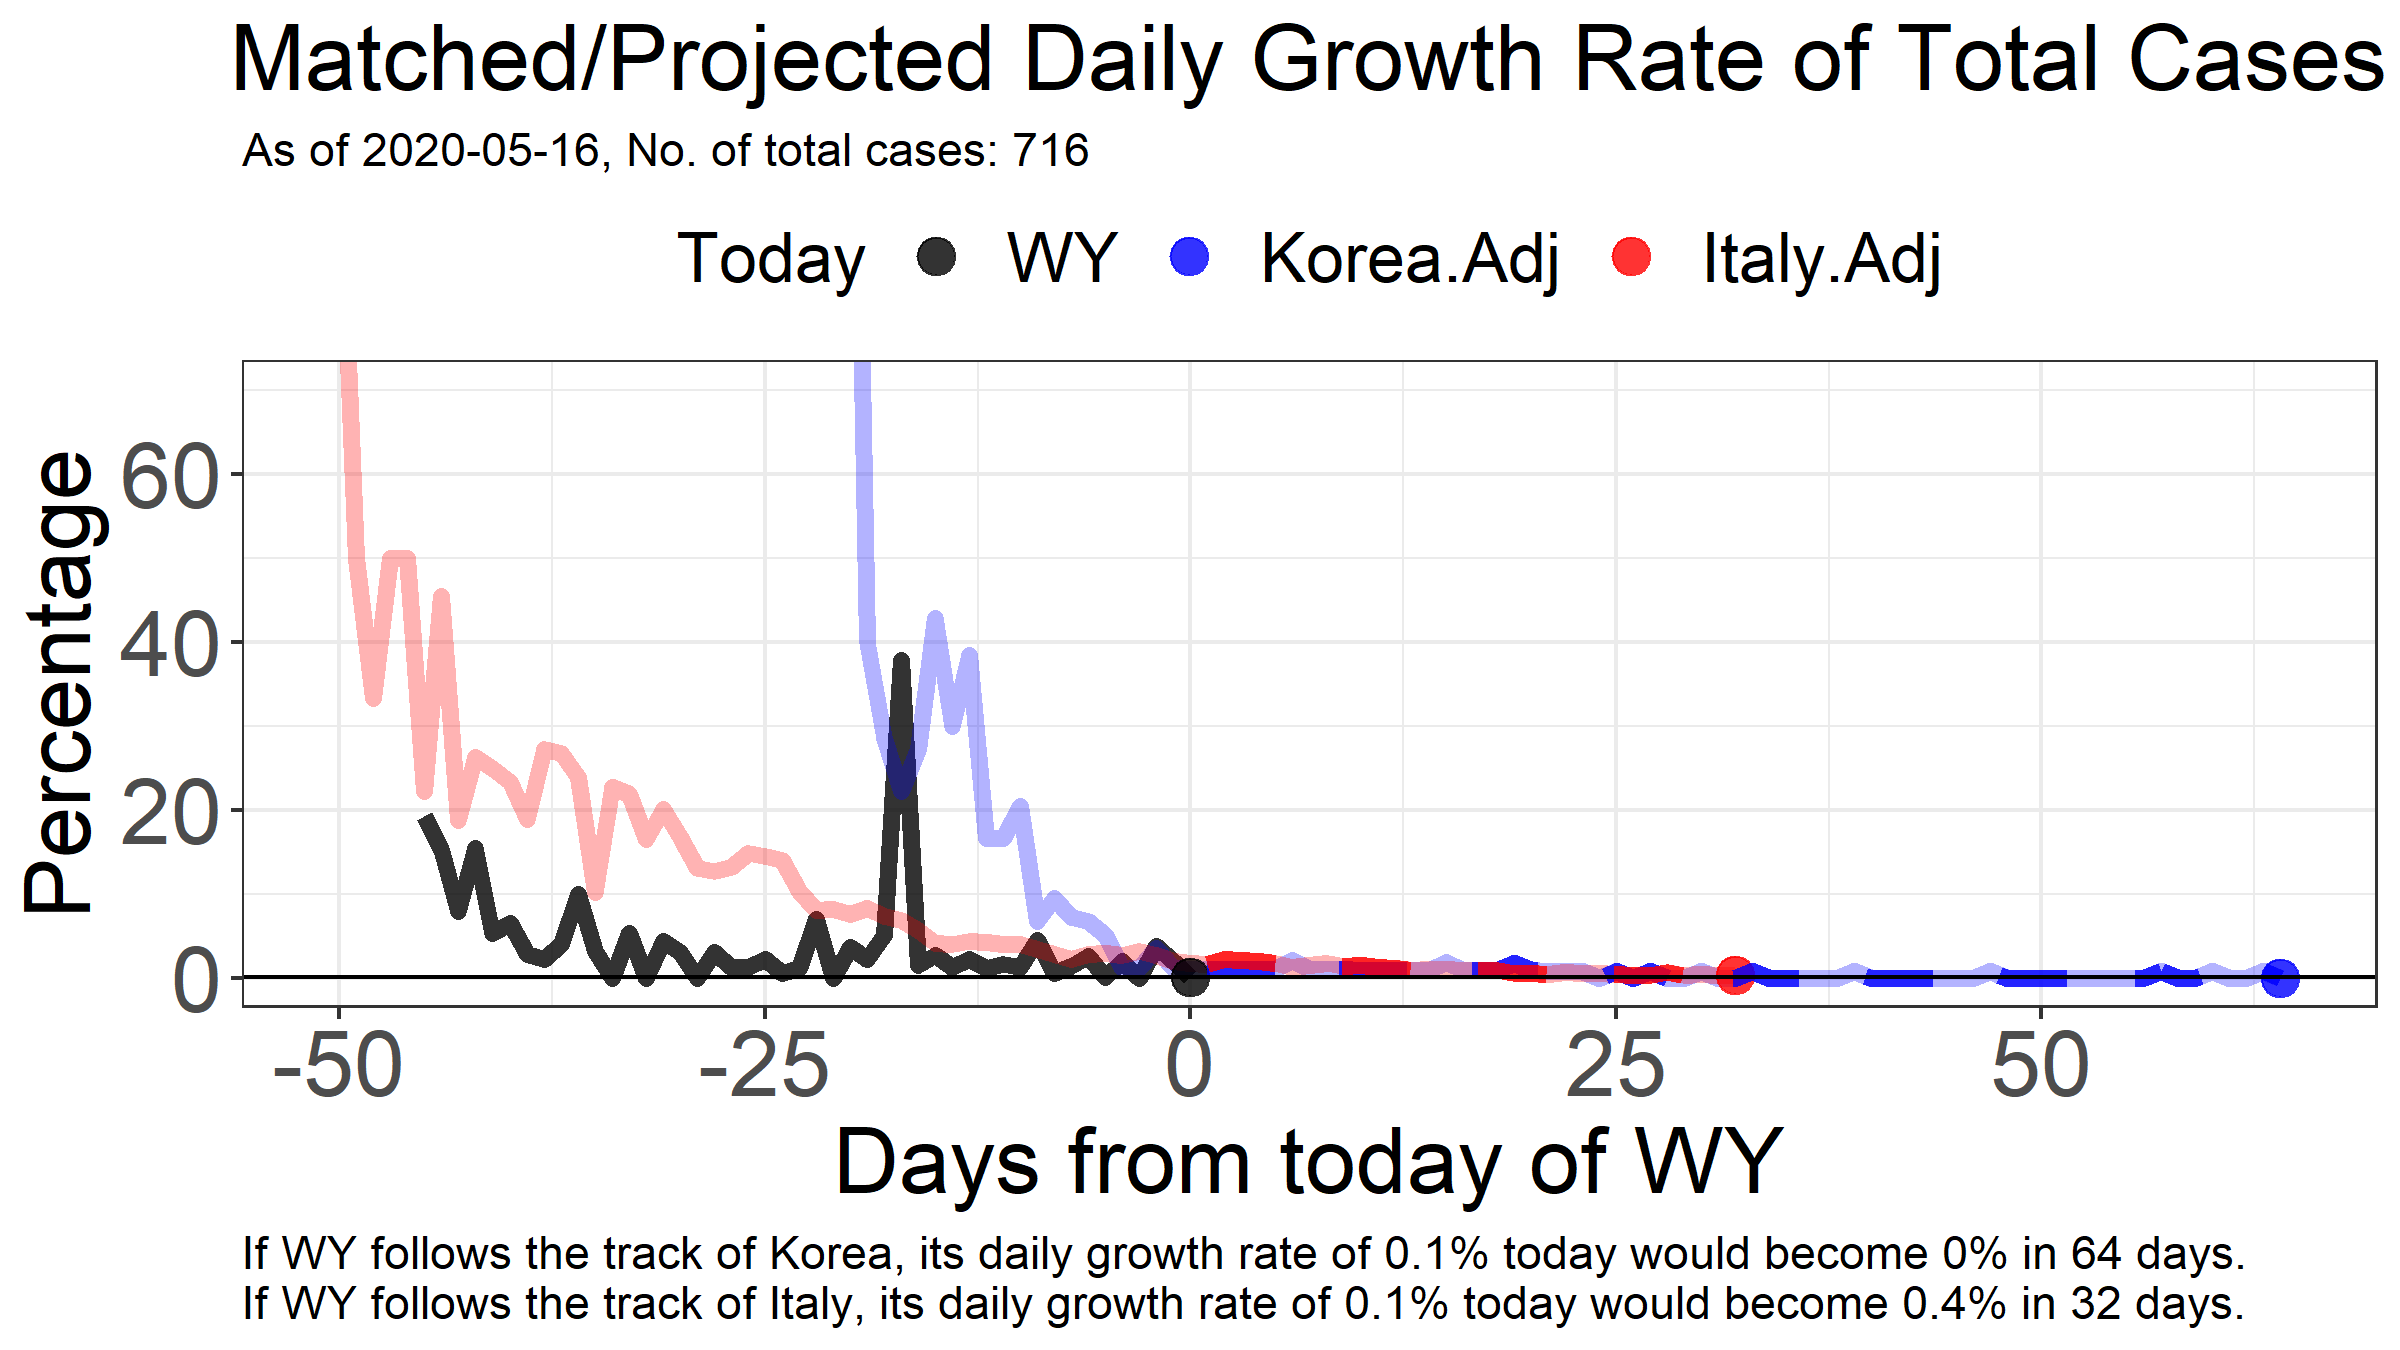 Matched/Projected Daily Growth Rate of Total Cases
As of 2020-05-16, No. of total cases: 716
Today WY Korea.Adj Italy.Adj
Percentage
60
40
20
0
-50 -25 0 25 50
Days from today of WY
If WY follows the track of Korea, its daily growth rate of 0.1% today would become 0% in 64 days.
If WY follows the track of Italy, its daily growth rate of 0.1% today would become 0.4% in 32 days.